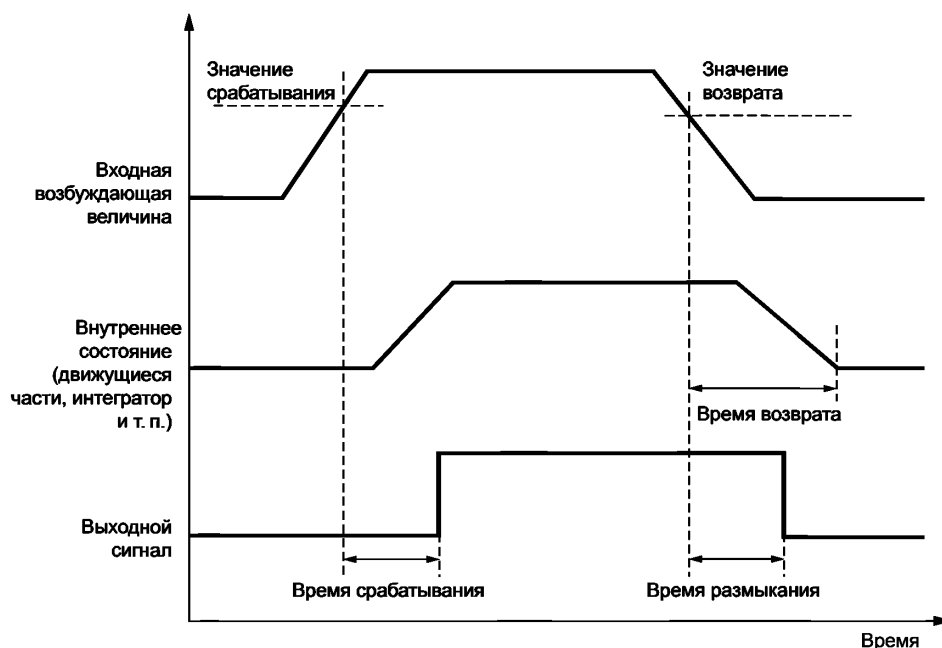 Значение
срабатывания
Значение
возврата
Входная
возбуждающая
величина
Внутреннее
состояние
(движущиеся
части, интегратор
и т. п.)
Время возврата
Выходной
сигнал
Время срабатывания
Время размыкания
Время